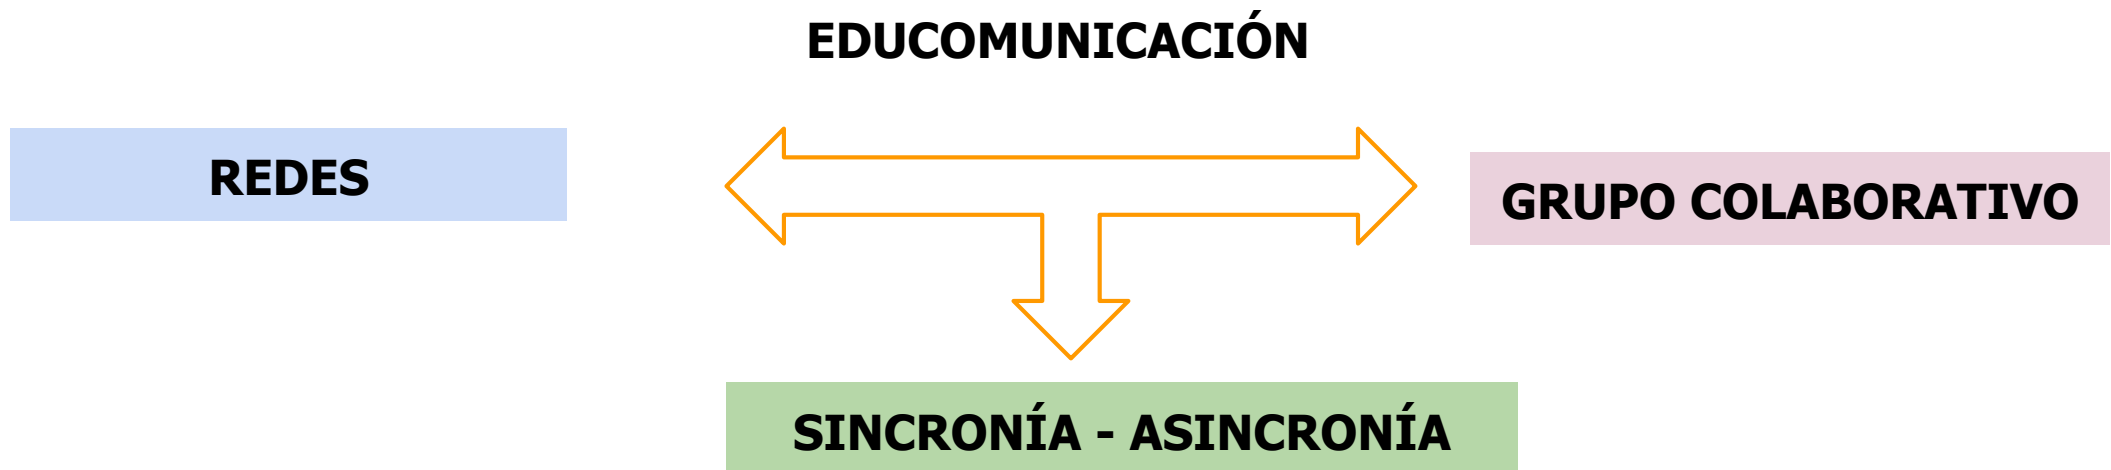 EDUCOMUNICACIÓN
REDES
GRUPO COLABORATIVO
SINCRONÍA - ASINCRONÍA